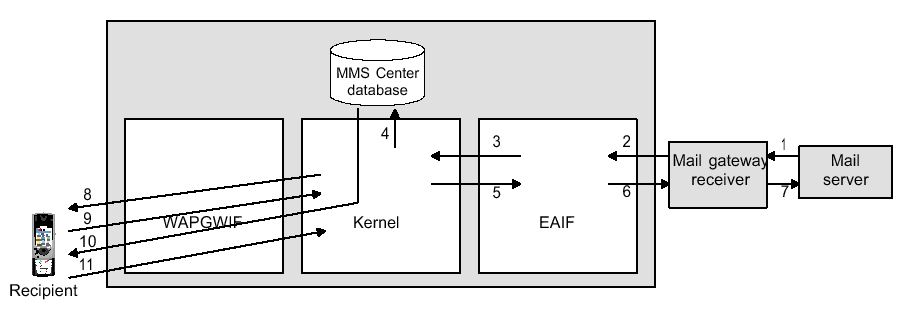 MMS Center
database
4
3
2
1
Mail gateway
receiver
Mail
server
5
6
7
8
9
WAPGWIF
Kernel
EAIF
10
11
Recipient